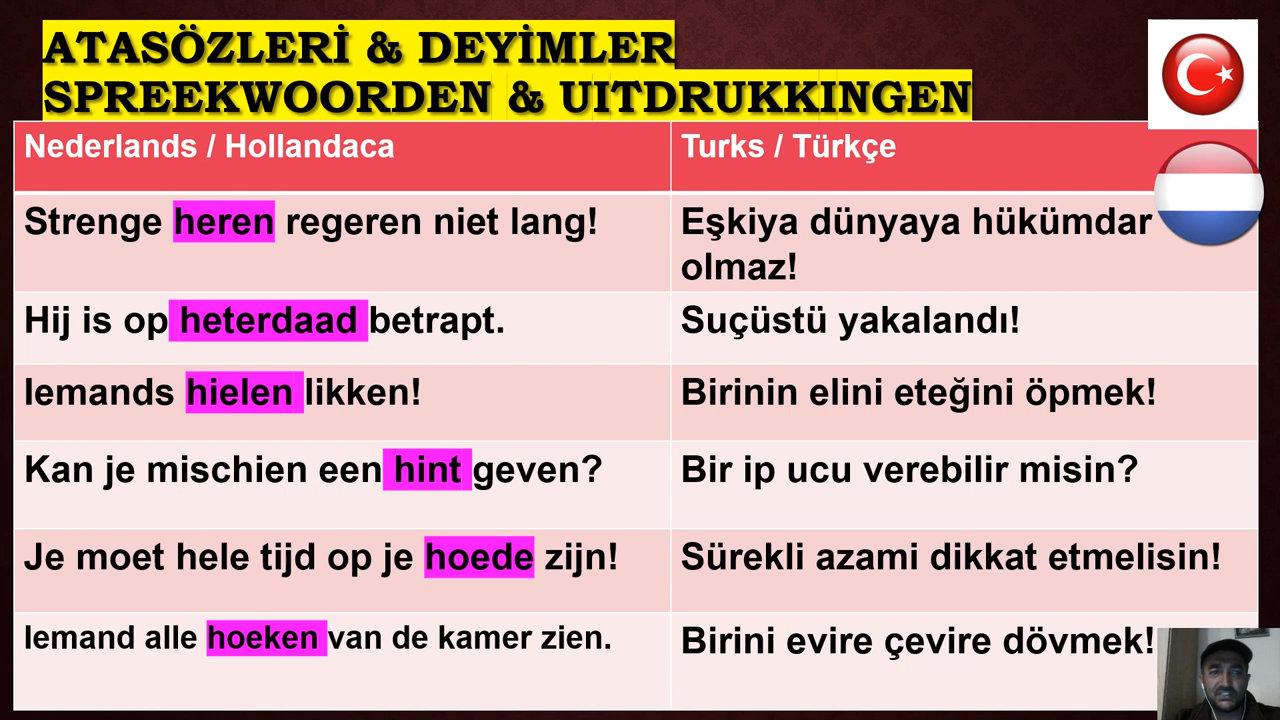 ATASÖZLERİ & DEYİMLER
SPREEKWOORDEN & UITDRUKKINGEN
Nederlands / Hollandaca
Turks / Türkçe
Strenge heren regeren niet lang!
Eşkiya dünyaya hükümdar
olmaz!
Hij is op heterdaad betrapt.
Suçüstü yakalandı!
Iemands hielen likken!
Birinin elini eteğini öpmek!
Kan je mischien een hint geven?
Bir ip ucu verebilir misin?
Je moet hele tijd op je hoede zijn!
Sürekli azami dikkat etmelisin!
Iemand alle hoeken van de kamer zien.
Birini evire çevire dövmek!